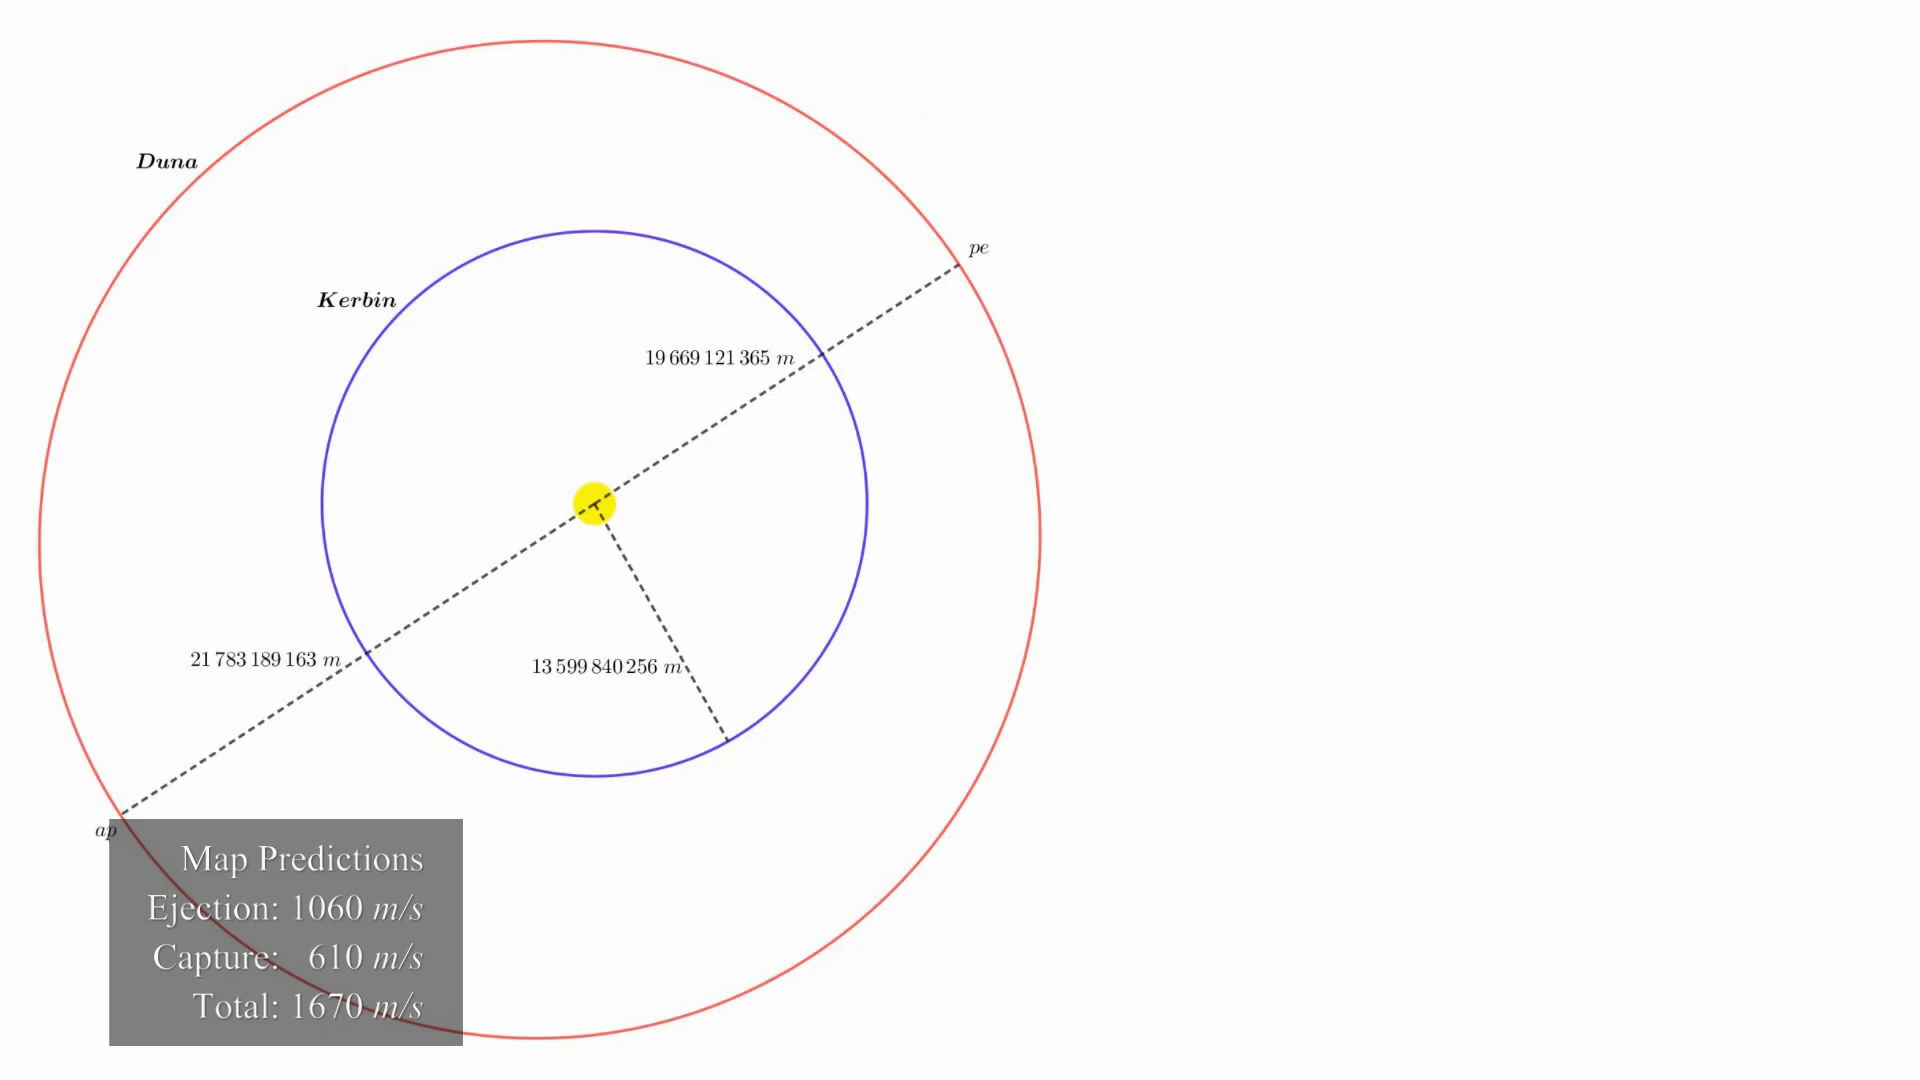 Duna
pe
Kerbin
19 669 121 365 m
21 783 189 163 m
13 599 840 256 m
ap
Map Predictions
Ejection: 1060 m/s
Capture: 610 m/s
Total: 1670 m/s